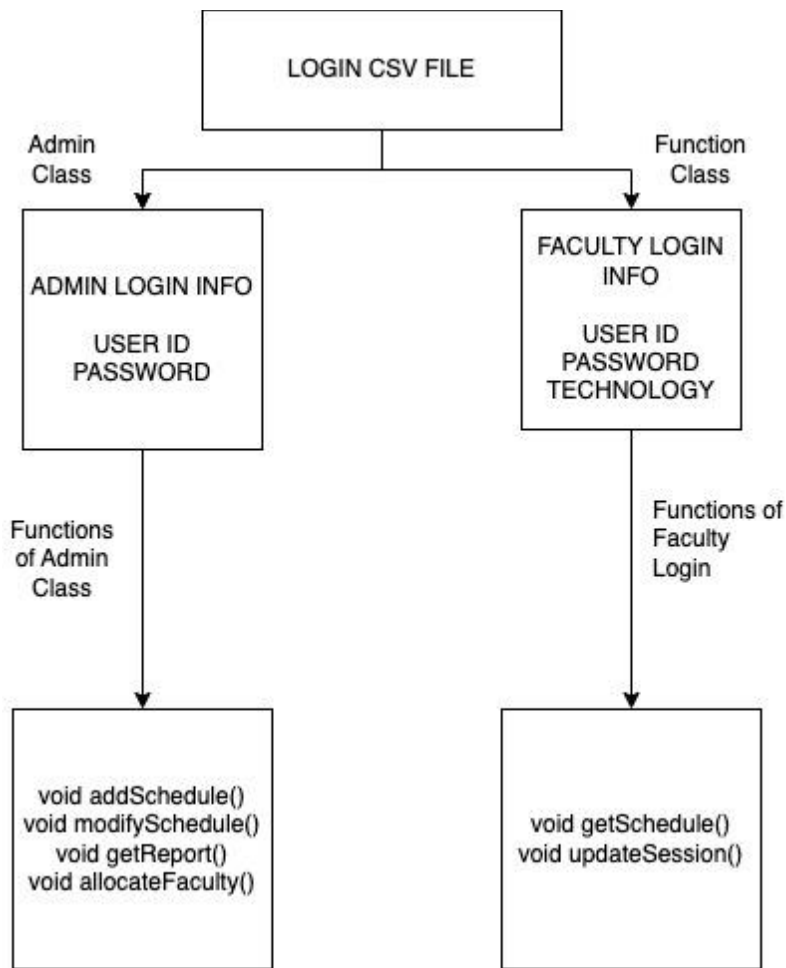 LOGIN CSV FILE
Admin
Class
Function
Class
ADMIN LOGIN INFO
USER ID
PASSWORD
FACULTY LOGIN
INFO
USER ID
PASSWORD
TECHNOLOGY
Functions
of Admin
Class
Functions of
Faculty
Login
void addSchedule()
void modifySchedule()
void getReport()
void allocateFaculty()
void getSchedule()
void updateSession()